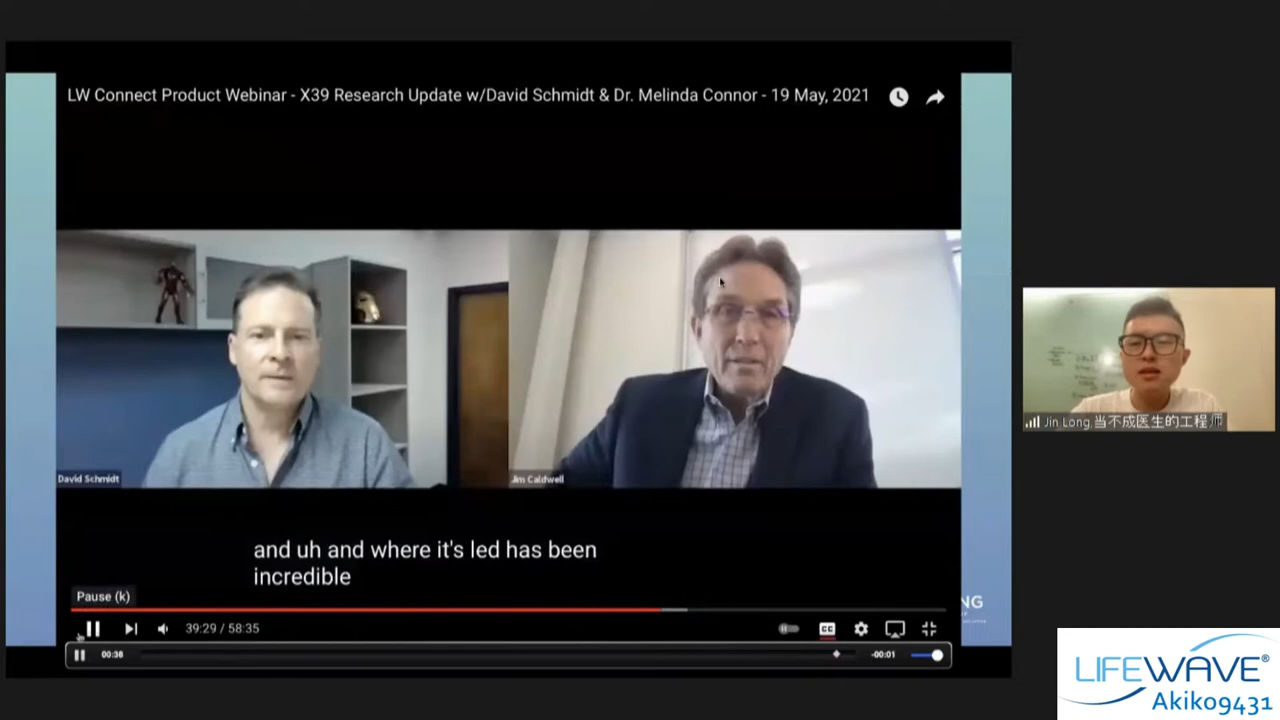 LW Connect Product Webinar - X39 Research Update w/David Schmidt & Dr. Melinda Connor - 19 May, 2021
David Schmidt
Jim Caldwell
Jin Long 当不成医生的工程师
and uh and where it's led has been
incredible
Pause (k)
NG
39:29 / 58:35
CC
00:36
-00:01
LIFEWAVE®
Akiko9431